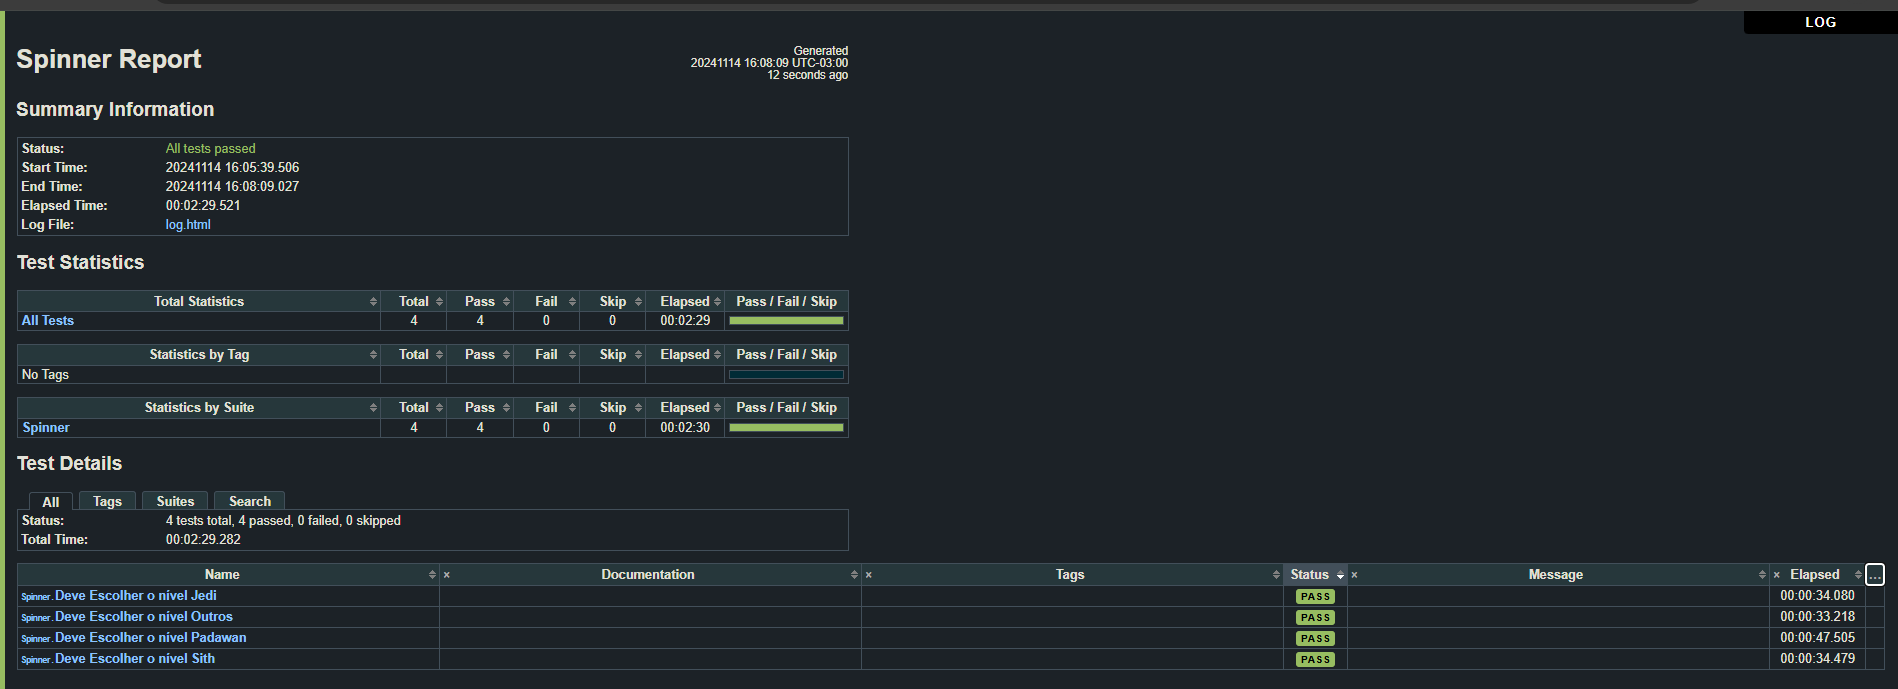 LOG
Spinner Report
Generated
20241114 16:08:09 UTC-03:00
12 seconds ago
Summary Information
Status: All tests passed
Start Time: 20241114 16:05:39.506
End Time: 20241114 16:08:09.027
Elapsed Time: 00:02:29.521
Log File: log.html
Test Statistics
Total Statistics Total Pass Fail Skip Elapsed Pass / Fail / Skip
All Tests 4 4 0 0 00:02:29
Statistics by Tag Total Pass Fail Skip Elapsed Pass / Fail / Skip
No Tags
Statistics by Suite Total Pass Fail Skip Elapsed Pass / Fail / Skip
Spinner 4 4 0 0 00:02:30
Test Details
All Tags Suites Search
Status: 4 tests total, 4 passed, 0 failed, 0 skipped
Total Time: 00:02:29.282
Name × Documentation × Tags Status × Message × Elapsed ...
Spinner. Deve Escolher o nível Jedi PASS 00:00:34.080
Spinner. Deve Escolher o nível Outros PASS 00:00:33.218
Spinner. Deve Escolher o nível Padawan PASS 00:00:47.505
Spinner. Deve Escolher o nível Sith PASS 00:00:34.479